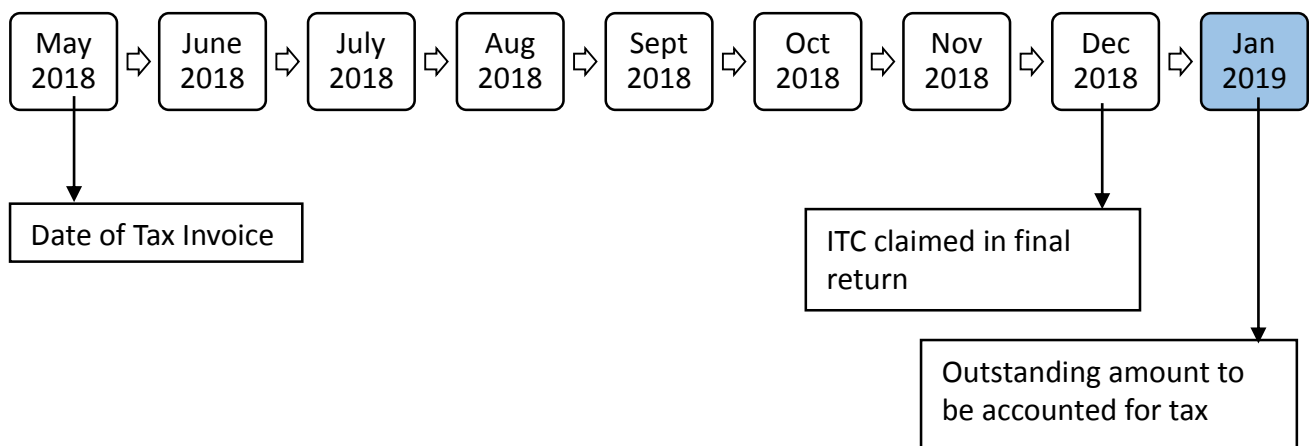 May
2018
June
2018
July
2018
Aug
2018
Sept
2018
Oct
2018
Nov
2018
Dec
2018
Jan
2019
Date of Tax Invoice
ITC claimed in final
return
Outstanding amount to
be accounted for tax